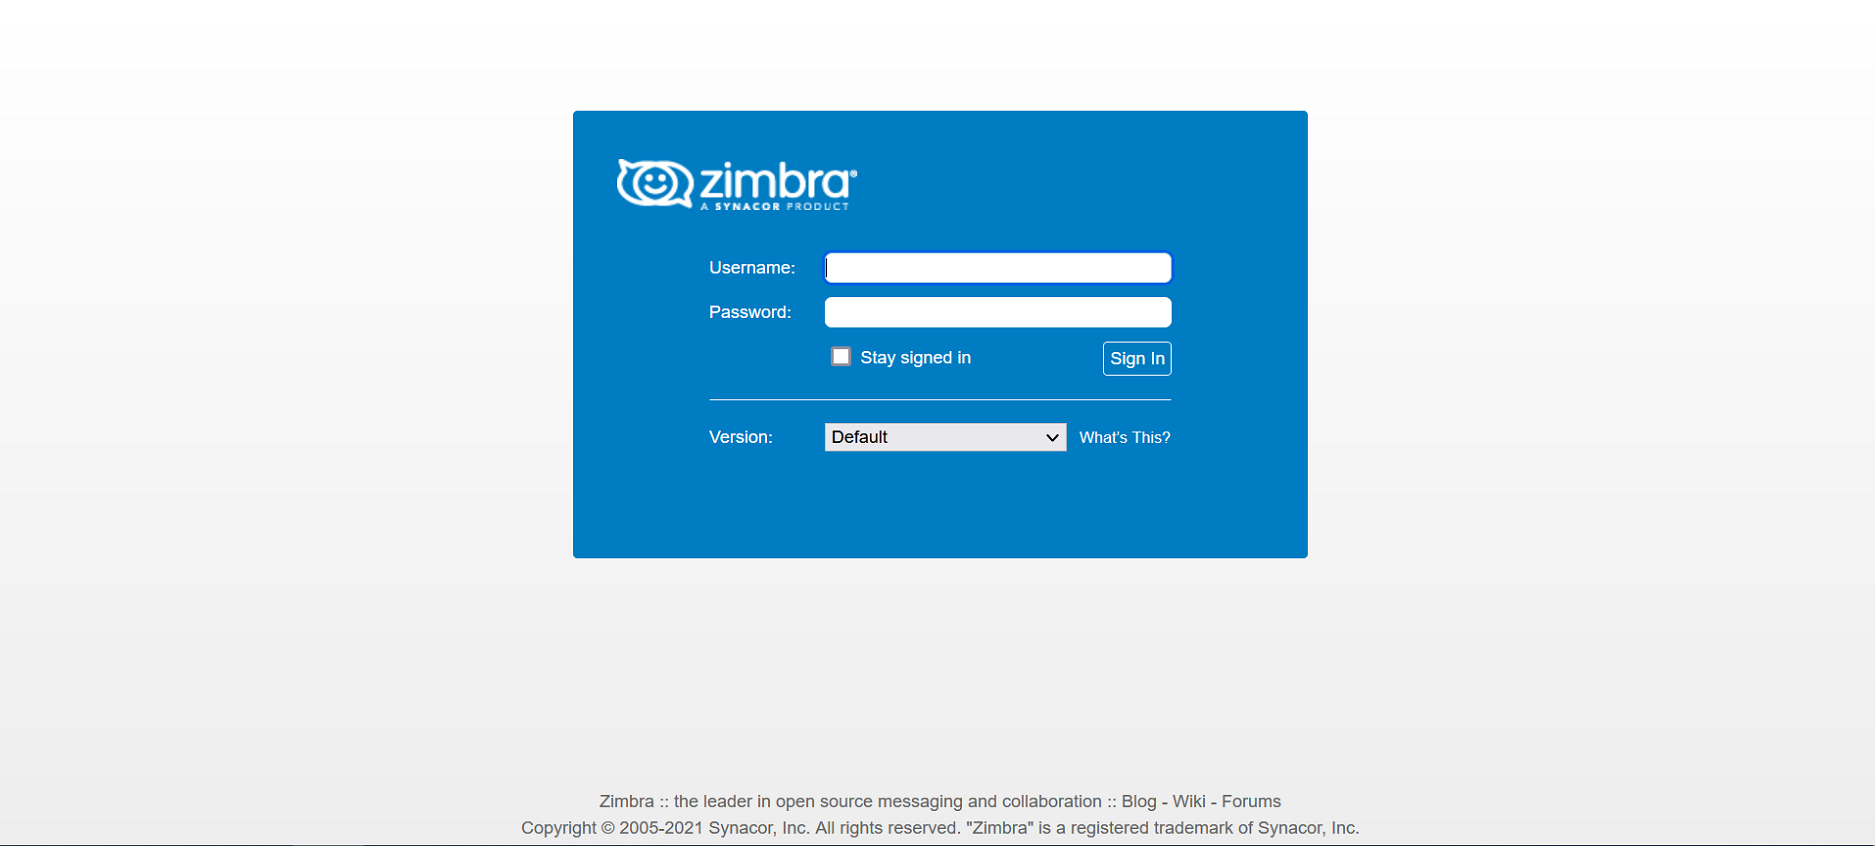 zimbra®
A SYNACOR PRODUCT
Username:
Password:
Stay signed in
Sign In
Version:
Default
What's This?
Zimbra :: the leader in open source messaging and collaboration :: Blog - Wiki - Forums
Copyright © 2005-2021 Synacor, Inc. All rights reserved. "Zimbra" is a registered trademark of Synacor, Inc.